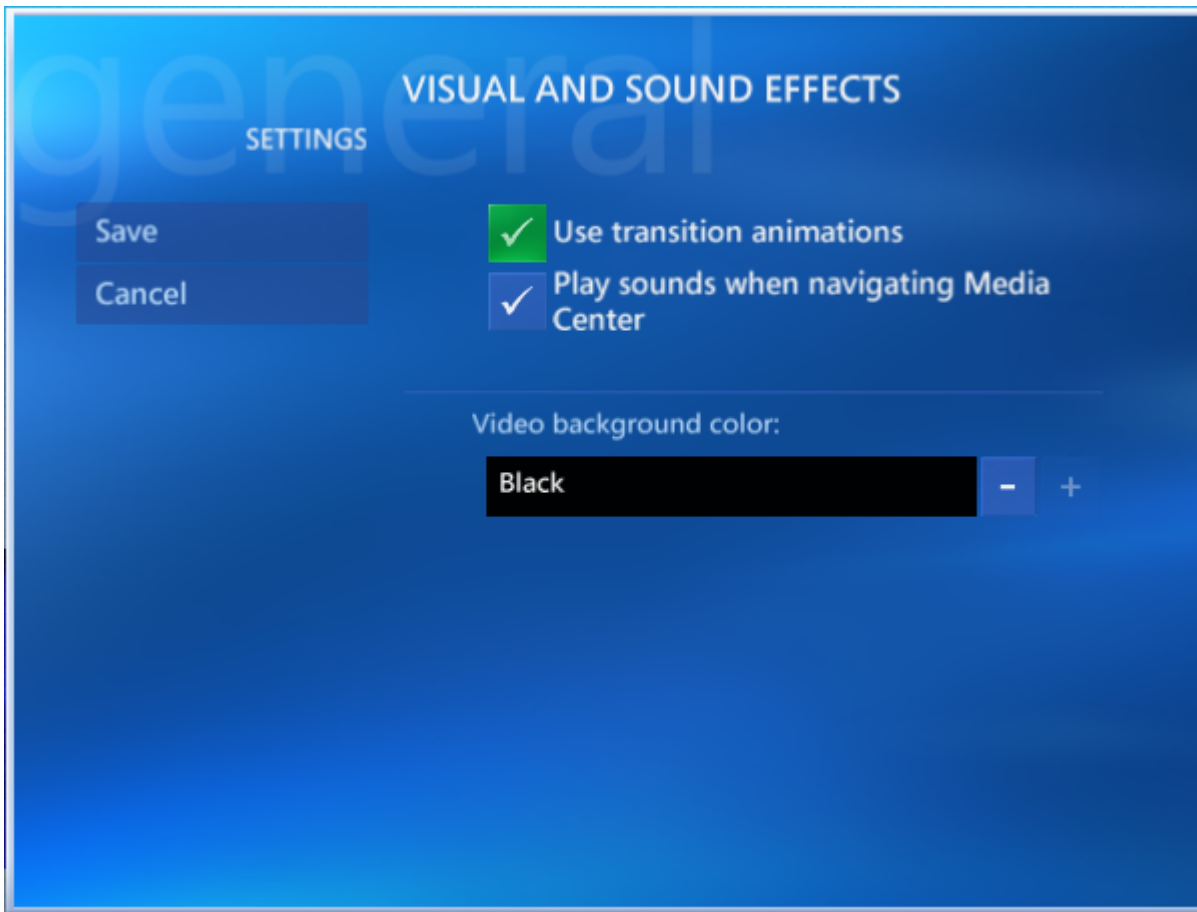 general
VISUAL AND SOUND EFFECTS
SETTINGS
Save
Cancel
Use transition animations
Play sounds when navigating Media
Center
Video background color:
Black
- +